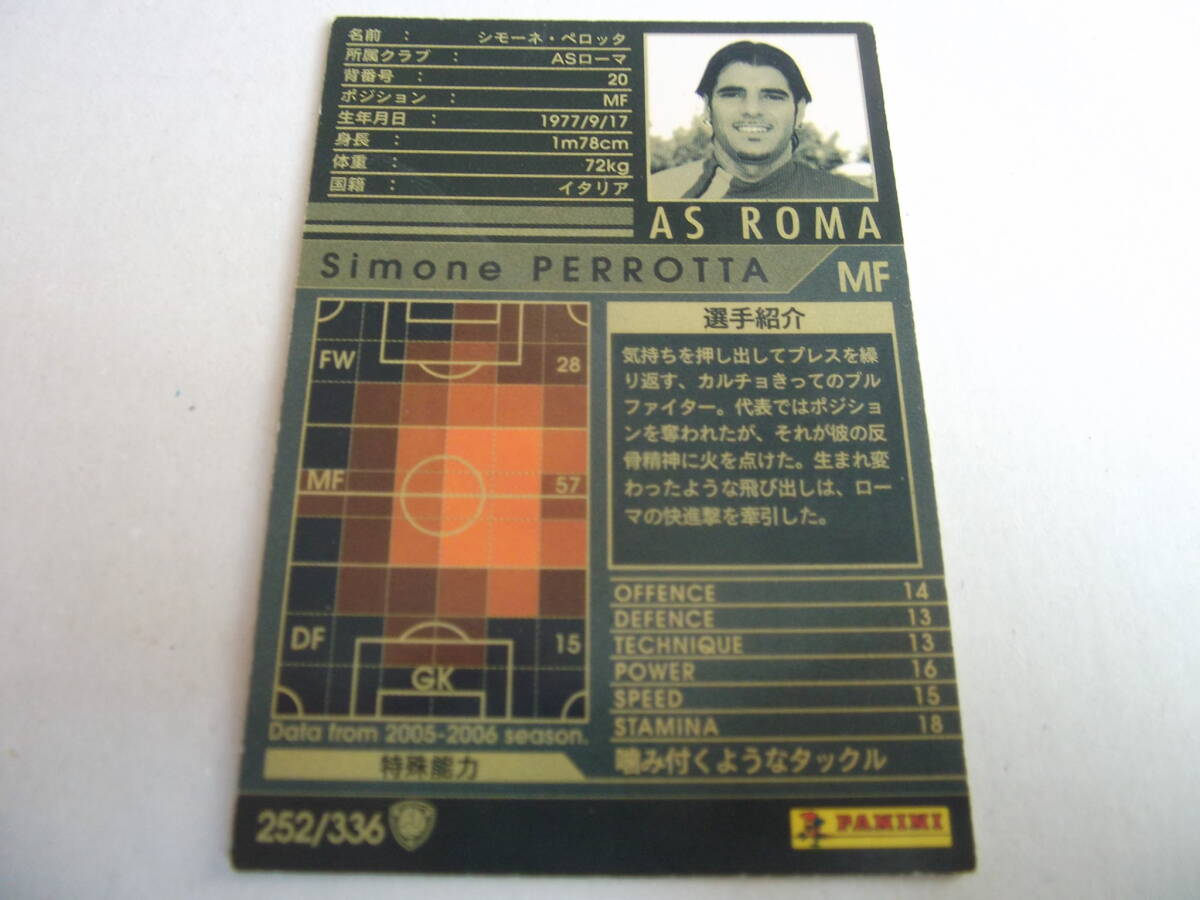 名前 : シモーネ・ペロッタ
所属クラブ : ASローマ
背番号 : 20
ポジション : MF
生年月日 : 1977/9/17
身長 : 1m78cm
体重 : 72kg
国籍 : イタリア
AS ROMA
Simone PERROTTA MF
FW 28
MF 57
DF 15
GK
Data from 2005-2006 season.
選手紹介
気持ちを押し出してプレスを繰
り返す、カルチョきってのブル
ファイター。代表ではポジショ
ンを奪われたが、それが彼の反
骨精神に火を点けた。生まれ変
わったような飛び出しは、ロー
マの快進撃を牽引した。
OFFENCE 14
DEFENCE 13
TECHNIQUE 13
POWER 16
SPEED 15
STAMINA 18
特殊能力 噛み付くようなタックル
252/336
PANINI